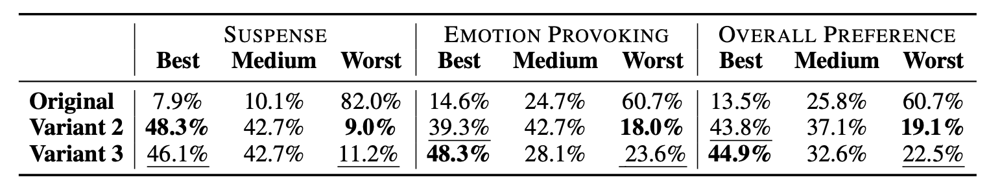 SUSPENSE EMOTION PROVOKING OVERALL PREFERENCE
Best Medium Worst Best Medium Worst Best Medium Worst
Original 7.9% 10.1% 82.0% 14.6% 24.7% 60.7% 13.5% 25.8% 60.7%
Variant 2 48.3% 42.7% 9.0% 39.3% 42.7% 18.0% 43.8% 37.1% 19.1%
Variant 3 46.1% 42.7% 11.2% 48.3% 28.1% 23.6% 44.9% 32.6% 22.5%